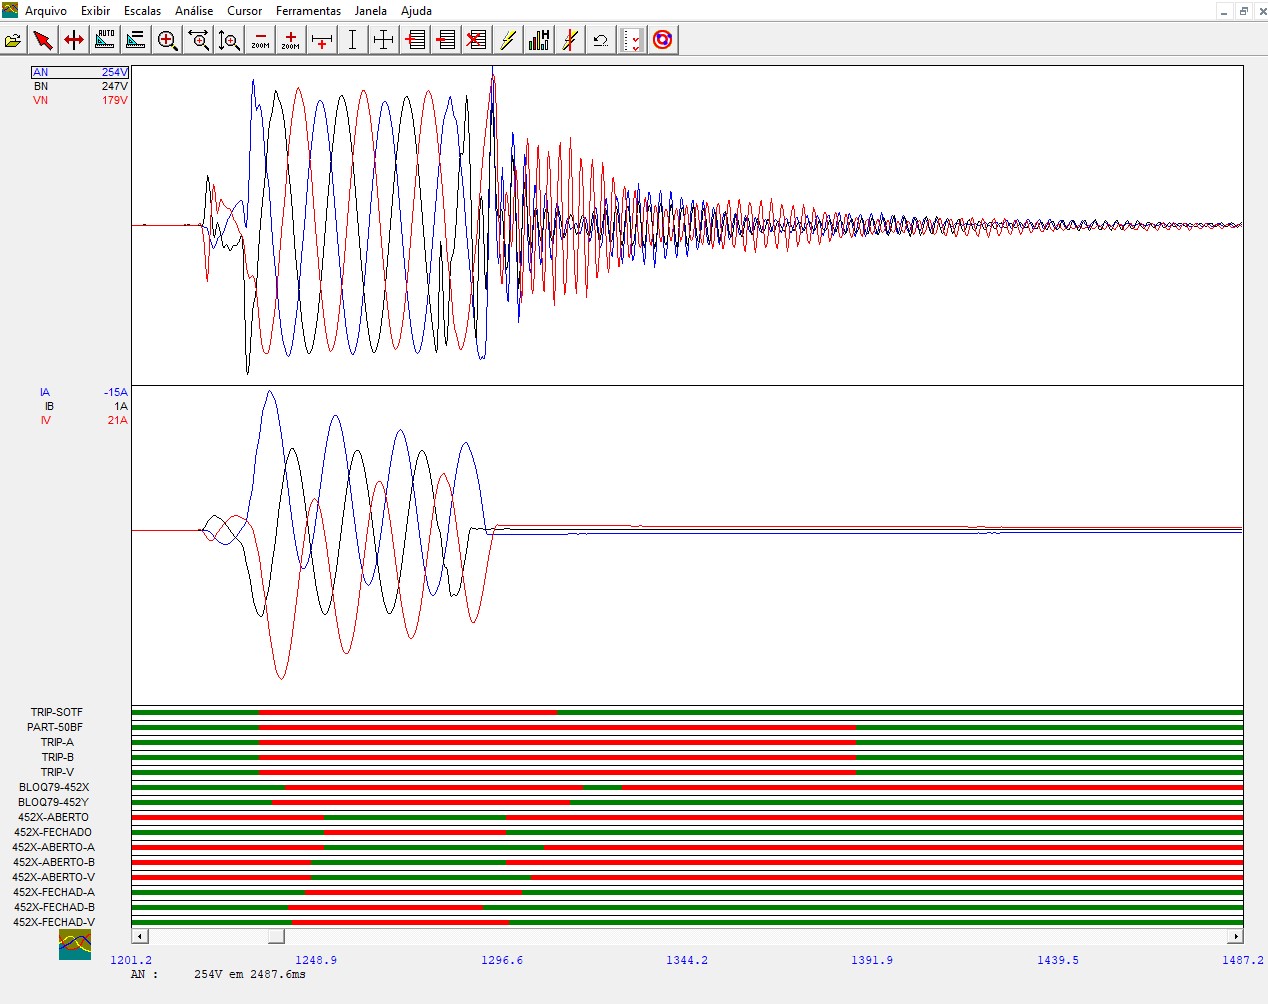 Arquivo Exibir Escalas Análise Cursor Ferramentas Janela Ajuda
AUTO ZOOM ZOOM H
AN 254V
BN 247V
VN 179V
IA -15A
IB 1A
IV 21A
TRIP-SOTF
PART-50BF
TRIP-A
TRIP-B
TRIP-V
BLOQ79-452X
BLOQ79-452Y
452X-ABERTO
452X-FECHADO
452X-ABERTO-A
452X-ABERTO-B
452X-ABERTO-V
452X-FECHAD-A
452X-FECHAD-B
452X-FECHAD-V
1201.2 1248.9 1296.6 1344.2 1391.9 1439.5 1487.2
AN : 254V em 2487.6ms